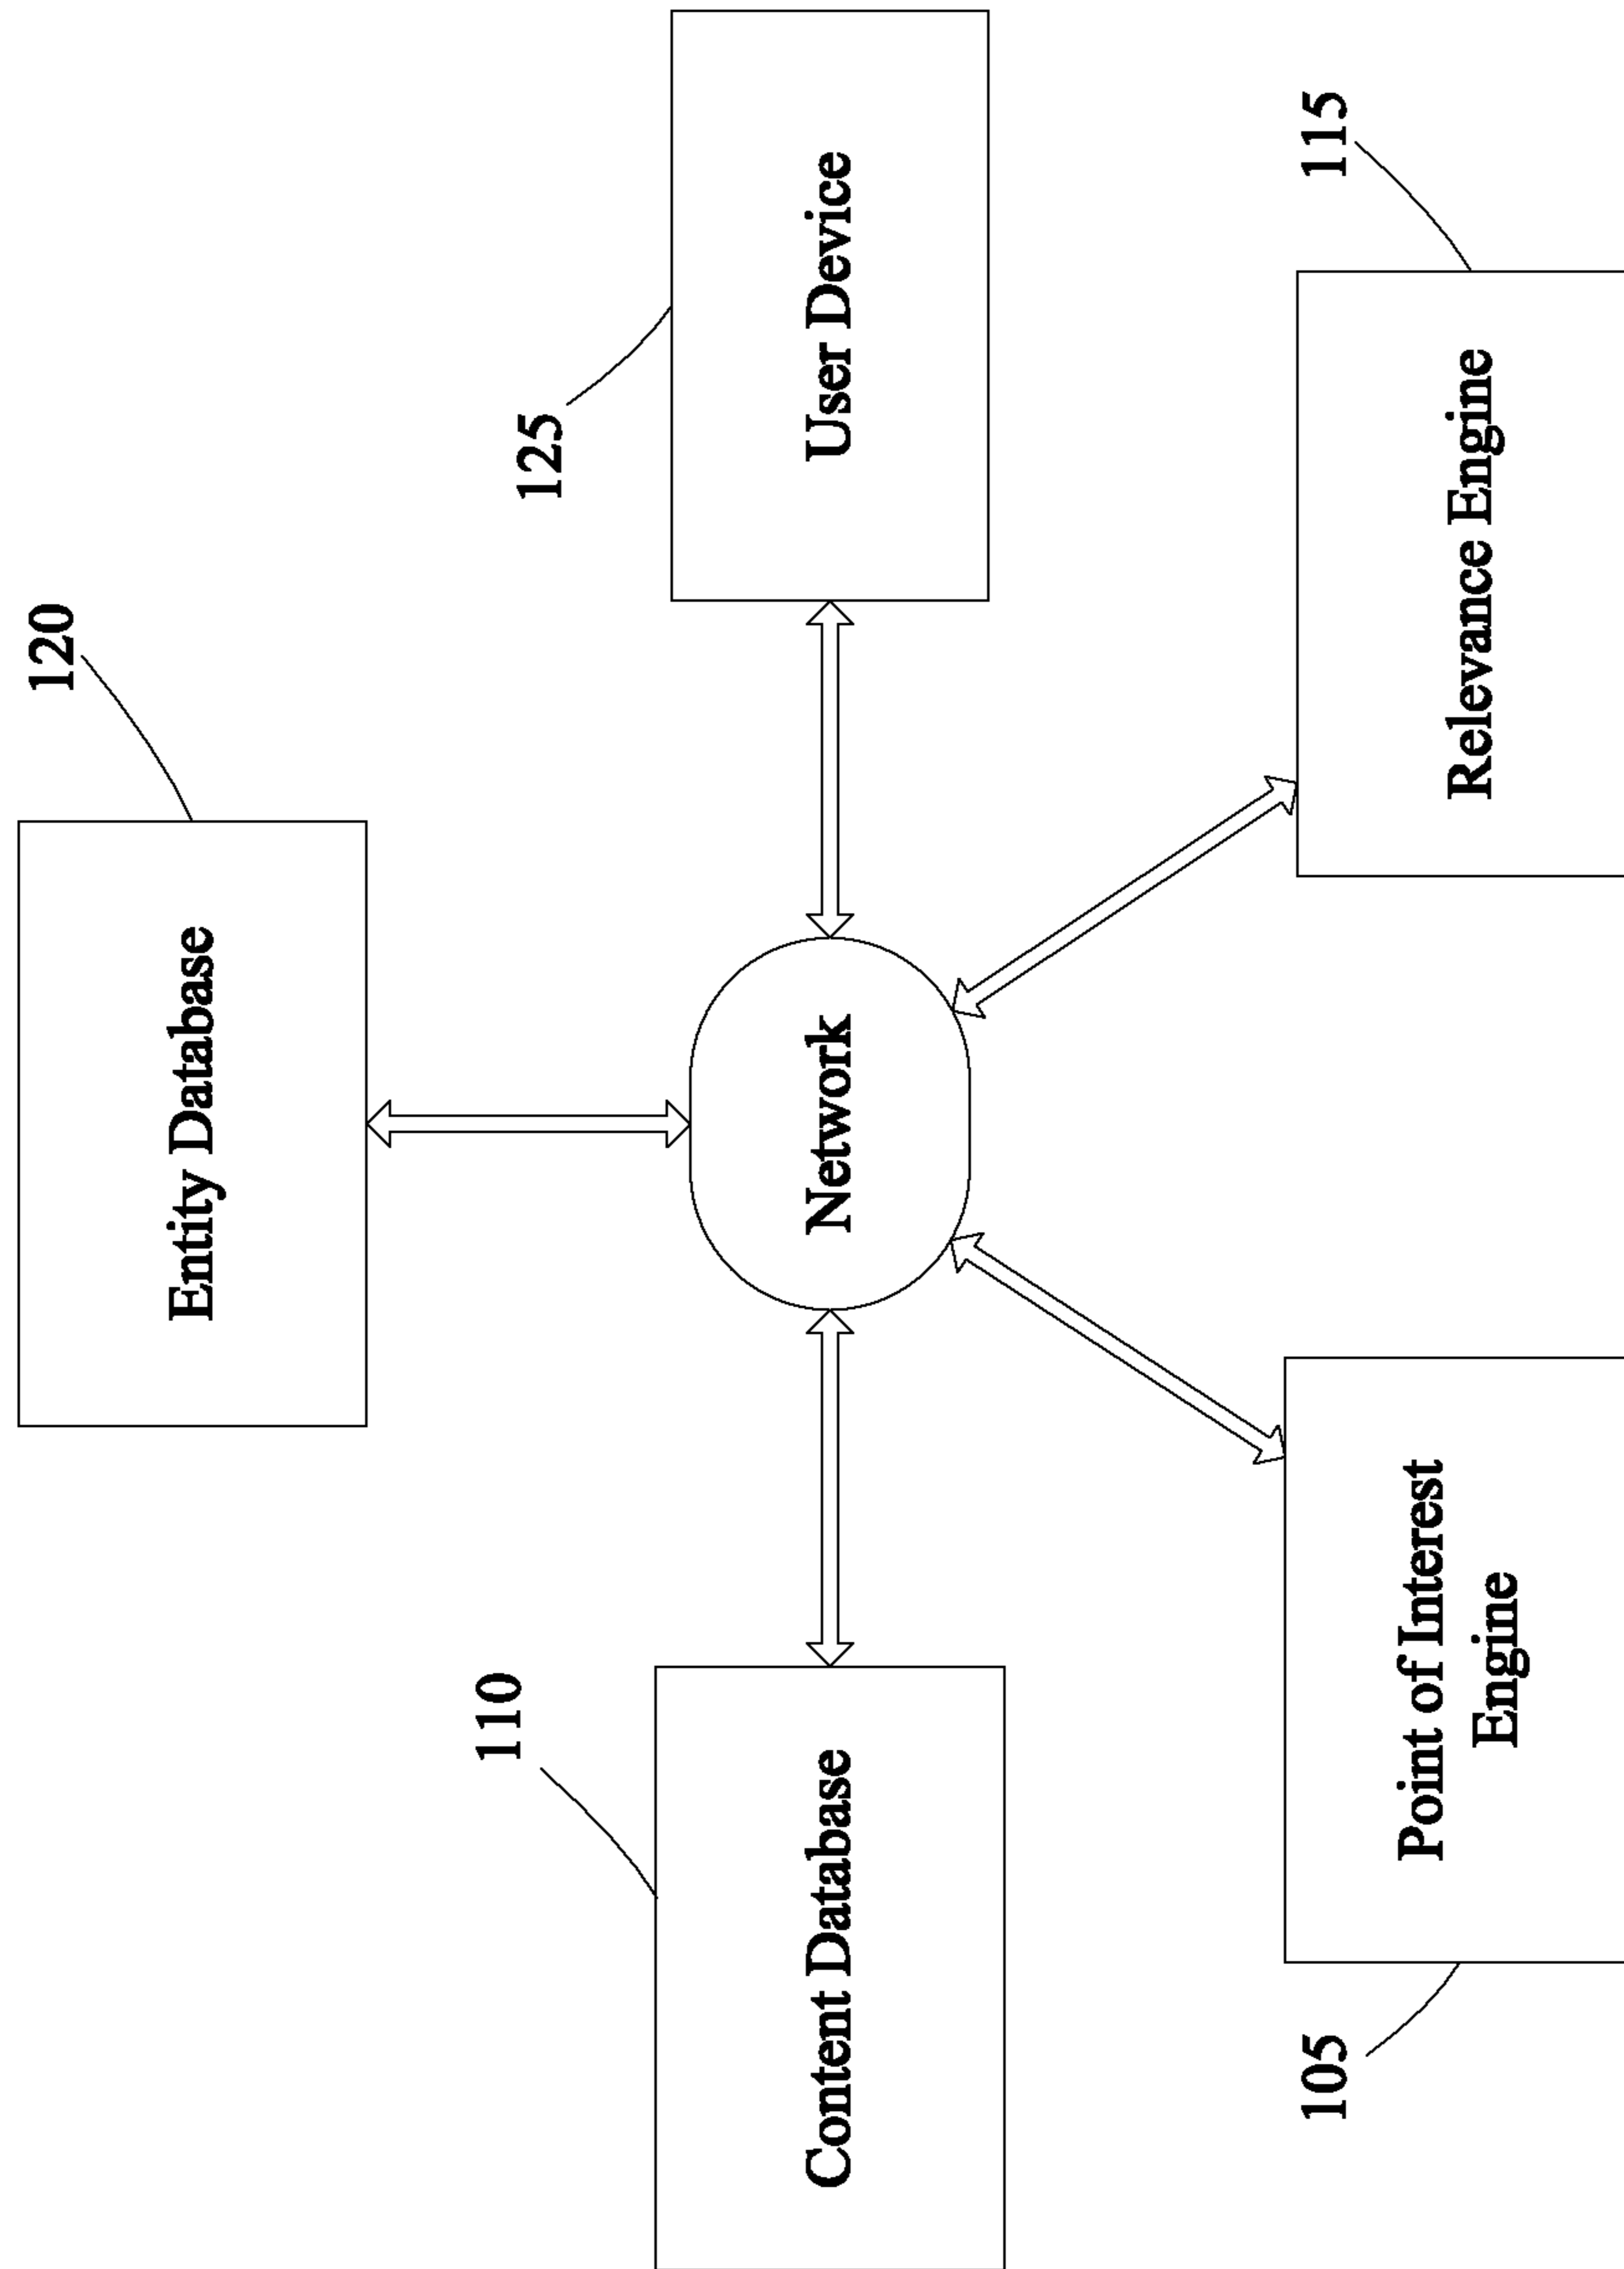 120
Entity Database
125
110
Content Database
Network
User Device
105
Point of Interest
Engine
115
Relevance Engine